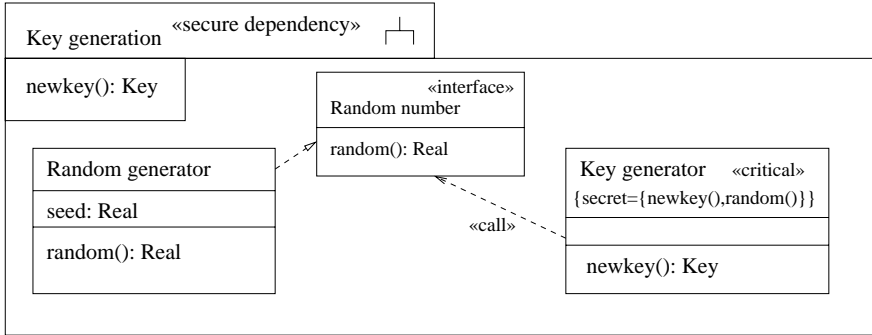 Key generation «secure dependency»
newkey(): Key
«interface»
Random number
random(): Real
Random generator
seed: Real
random(): Real
«call»
Key generator «critical»
{secret={newkey(),random()}}
newkey(): Key